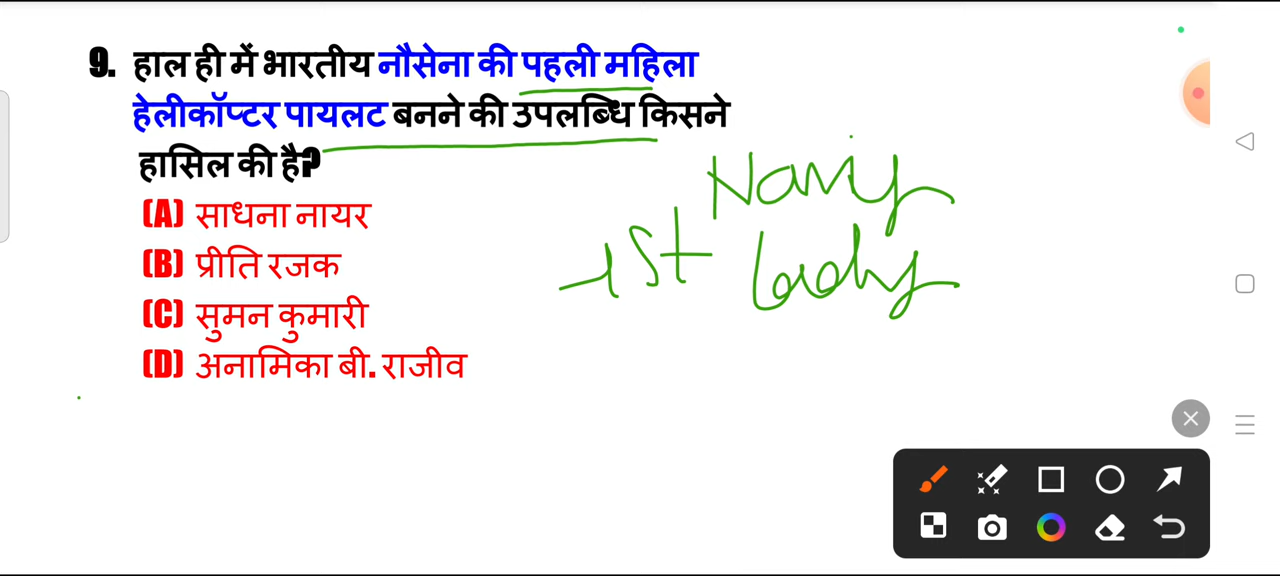 9. हाल ही में भारतीय नौसेना की पहली महिला
हेलीकॉप्टर पायलट बनने की उपलब्धि किसने
हासिल की है?
Navy
1st Lady
(A) साधना नायर
(B) प्रीति रजक
(C) सुमन कुमारी
(D) अनामिका बी. राजीव